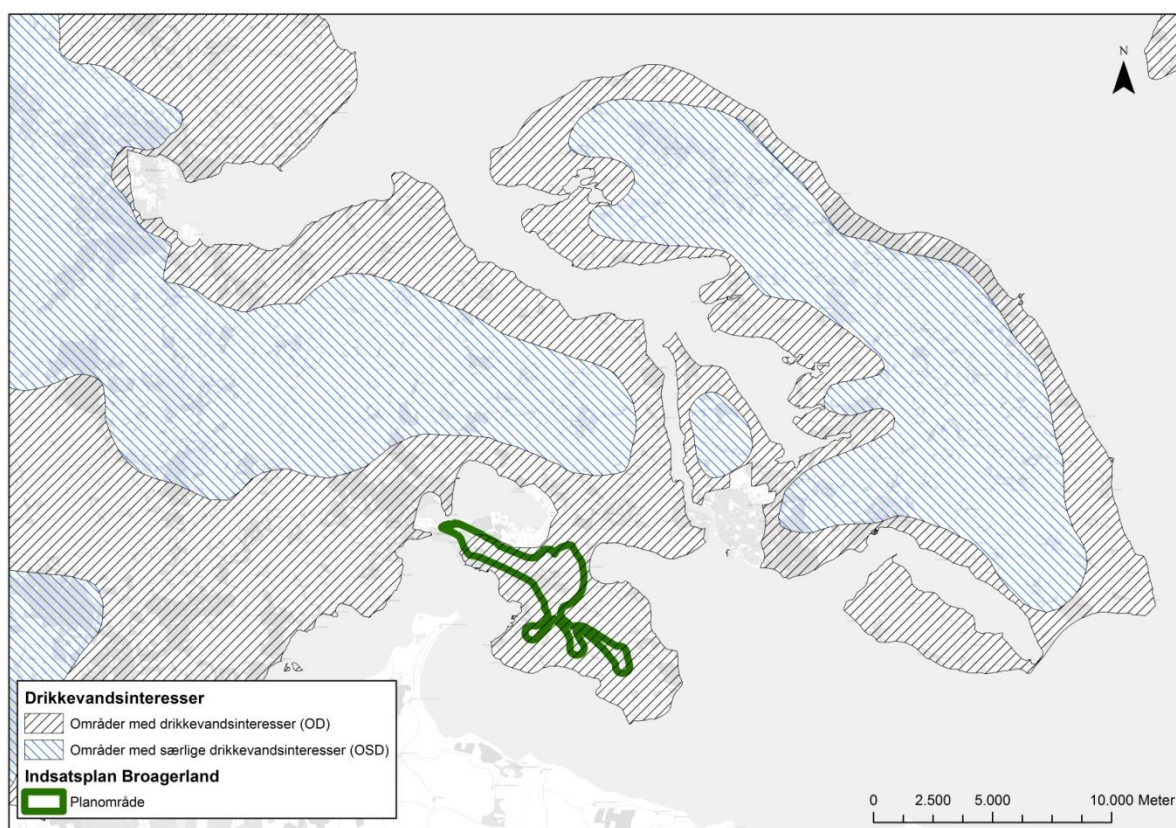 N
Drikkevandsinteresser
Områder med drikkevandsinteresser (OD)
Områder med særlige drikkevandsinteresser (OSD)
Indsatsplan Broagerland
Planområde
0 2.500 5.000 10.000 Meter